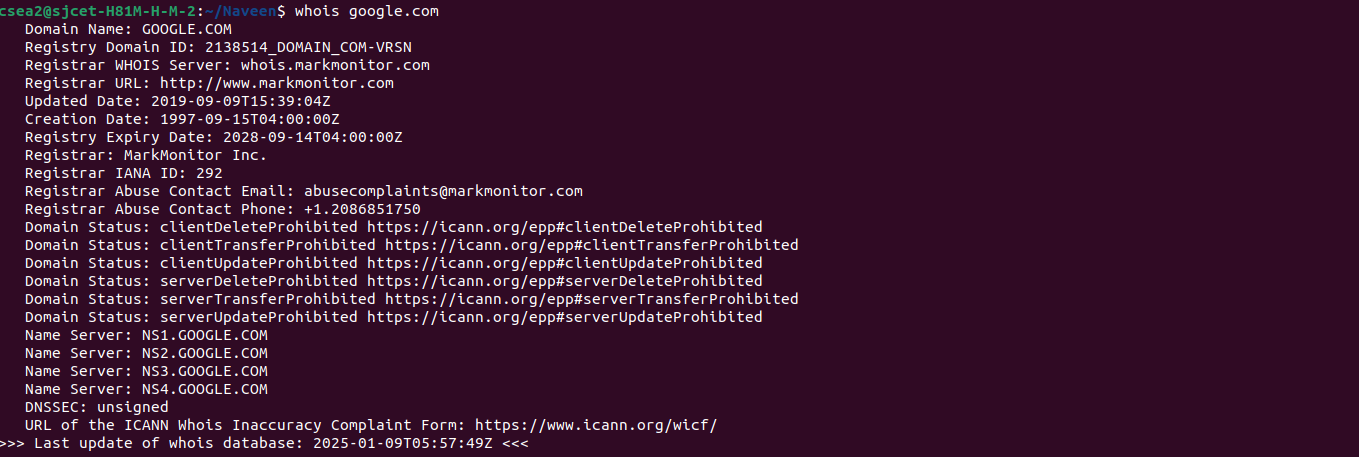 csea2@sjcet-H81M-H-M-2:~/Naveen$ whois google.com
Domain Name: GOOGLE.COM
Registry Domain ID: 2138514_DOMAIN_COM-VRSN
Registrar WHOIS Server: whois.markmonitor.com
Registrar URL: http://www.markmonitor.com
Updated Date: 2019-09-09T15:39:04Z
Creation Date: 1997-09-15T04:00:00Z
Registry Expiry Date: 2028-09-14T04:00:00Z
Registrar: MarkMonitor Inc.
Registrar IANA ID: 292
Registrar Abuse Contact Email: abusecomplaints@markmonitor.com
Registrar Abuse Contact Phone: +1.2086851750
Domain Status: clientDeleteProhibited https://icann.org/epp#clientDeleteProhibited
Domain Status: clientTransferProhibited https://icann.org/epp#clientTransferProhibited
Domain Status: clientUpdateProhibited https://icann.org/epp#clientUpdateProhibited
Domain Status: serverDeleteProhibited https://icann.org/epp#serverDeleteProhibited
Domain Status: serverTransferProhibited https://icann.org/epp#serverTransferProhibited
Domain Status: serverUpdateProhibited https://icann.org/epp#serverUpdateProhibited
Name Server: NS1.GOOGLE.COM
Name Server: NS2.GOOGLE.COM
Name Server: NS3.GOOGLE.COM
Name Server: NS4.GOOGLE.COM
DNSSEC: unsigned
URL of the ICANN Whois Inaccuracy Complaint Form: https://www.icann.org/wicf/
>>> Last update of whois database: 2025-01-09T05:57:49Z <<<